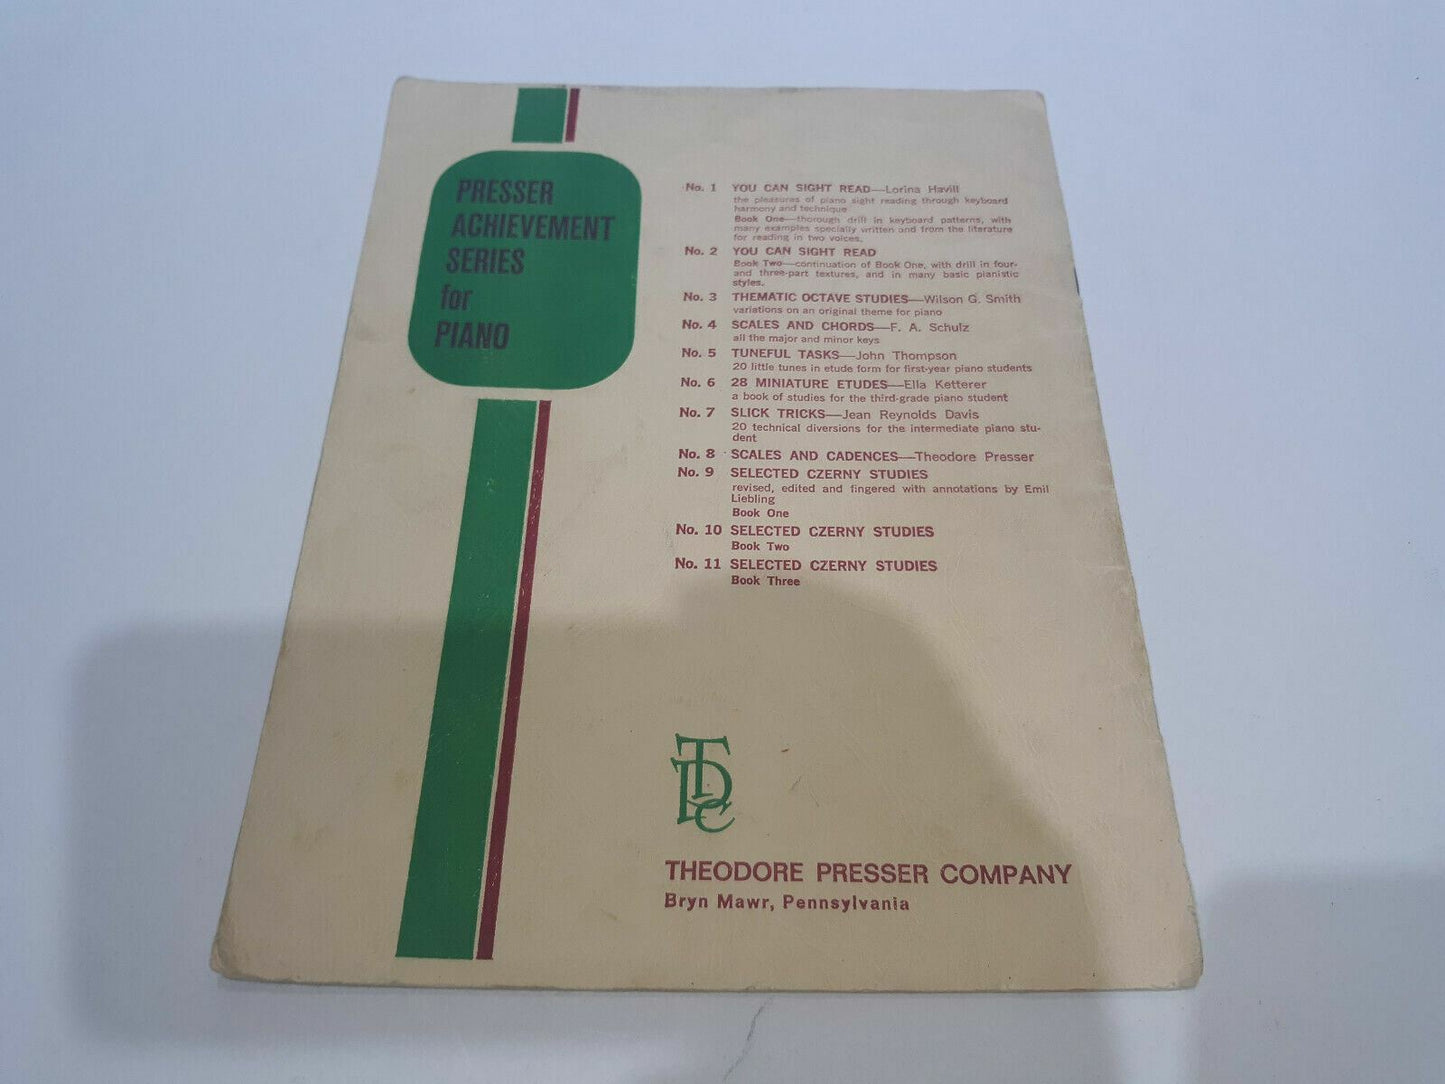 PRESSER
ACHIEVEMENT
SERIES
for
PIANO
No. 1 YOU CAN SIGHT READ—Lorina Havill
the pleasures of piano sight reading through keyboard
harmony and technique
Book One—thorough drill in keyboard patterns, with
many examples specially written and from the literature
for reading in two voices.
No. 2 YOU CAN SIGHT READ
Book Two—continuation of Book One, with drill in four-
and three-part textures, and in many basic pianistic
styles.
No. 3 THEMATIC OCTAVE STUDIES—Wilson G. Smith
variations on an original theme for piano
No. 4 SCALES AND CHORDS—F. A. Schulz
all the major and minor keys
No. 5 TUNEFUL TASKS—John Thompson
20 little tunes in etude form for first-year piano students
No. 6 28 MINIATURE ETUDES—Ella Ketterer
a book of studies for the third-grade piano student
No. 7 SLICK TRICKS—Jean Reynolds Davis
20 technical diversions for the intermediate piano stu-
dent
No. 8 SCALES AND CADENCES—Theodore Presser
No. 9 SELECTED CZERNY STUDIES
revised, edited and fingered with annotations by Emil
Liebling
Book One
No. 10 SELECTED CZERNY STUDIES
Book Two
No. 11 SELECTED CZERNY STUDIES
Book Three
TPC
THEODORE PRESSER COMPANY
Bryn Mawr, Pennsylvania